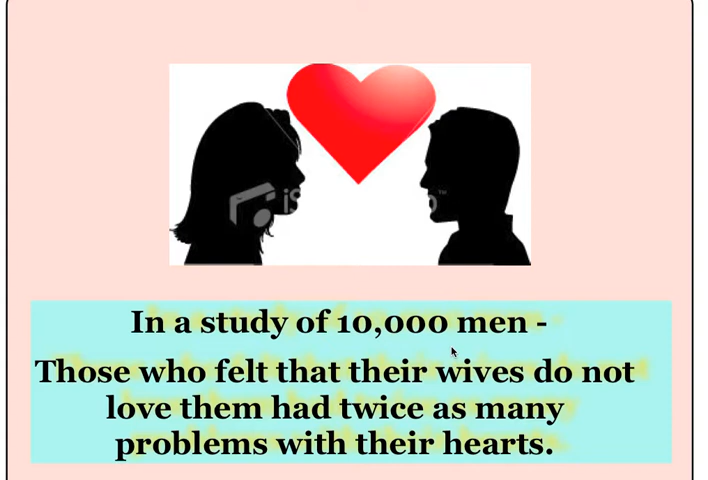 In a study of 10,000 men -
Those who felt that their wives do not
love them had twice as many
problems with their hearts.